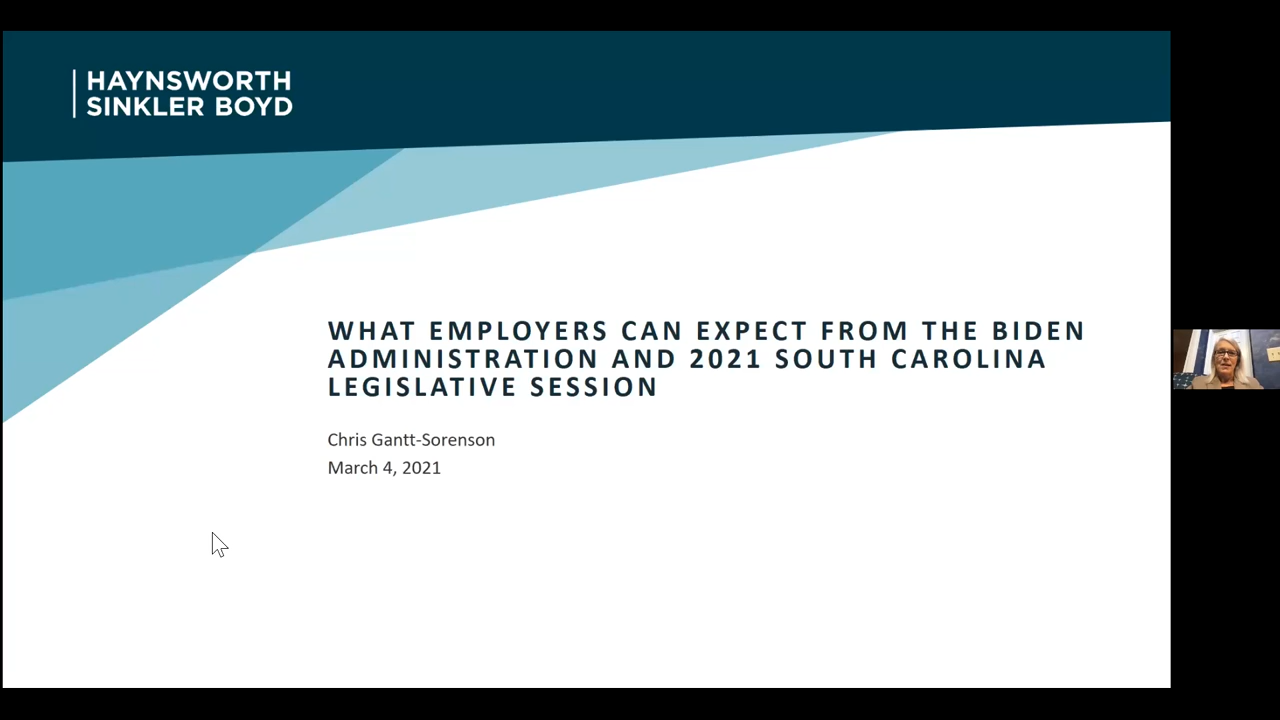 HAYNSWORTH
SINKLER BOYD
WHAT EMPLOYERS CAN EXPECT FROM THE BIDEN
ADMINISTRATION AND 2021 SOUTH CAROLINA
LEGISLATIVE SESSION
Chris Gantt-Sorenson
March 4, 2021